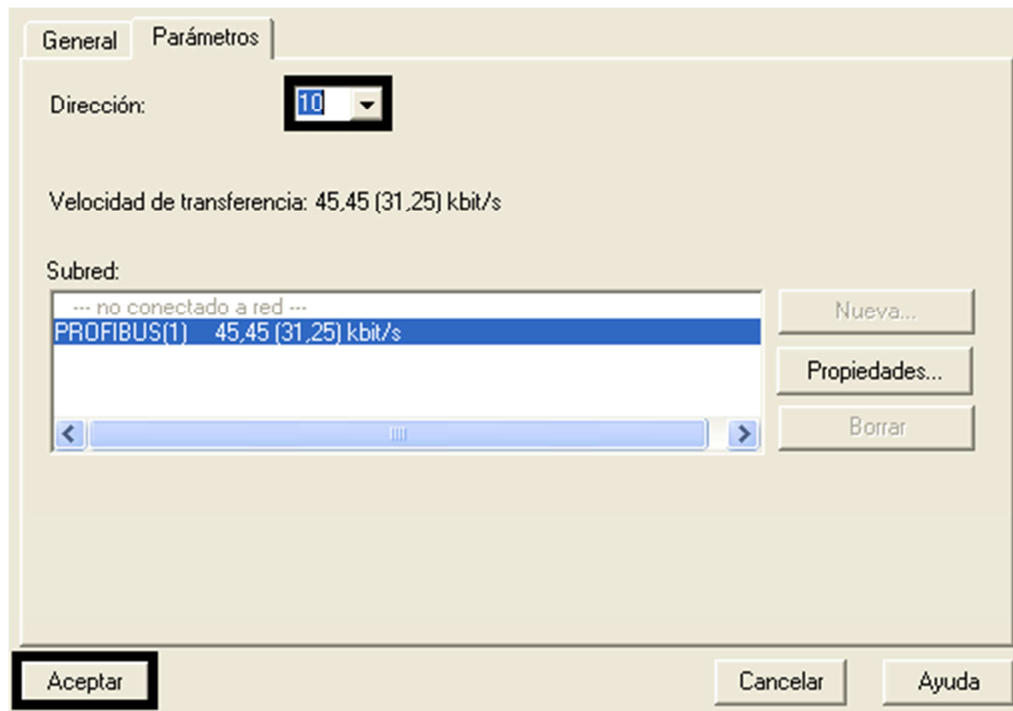 General Parámetros
Dirección: 10
Velocidad de transferencia: 45,45 (31,25) kbit/s
Subred:
--- no conectado a red ---
PROFIBUS(1) 45,45 (31,25) kbit/s
Nueva...
Propiedades...
Borrar
Aceptar Cancelar Ayuda